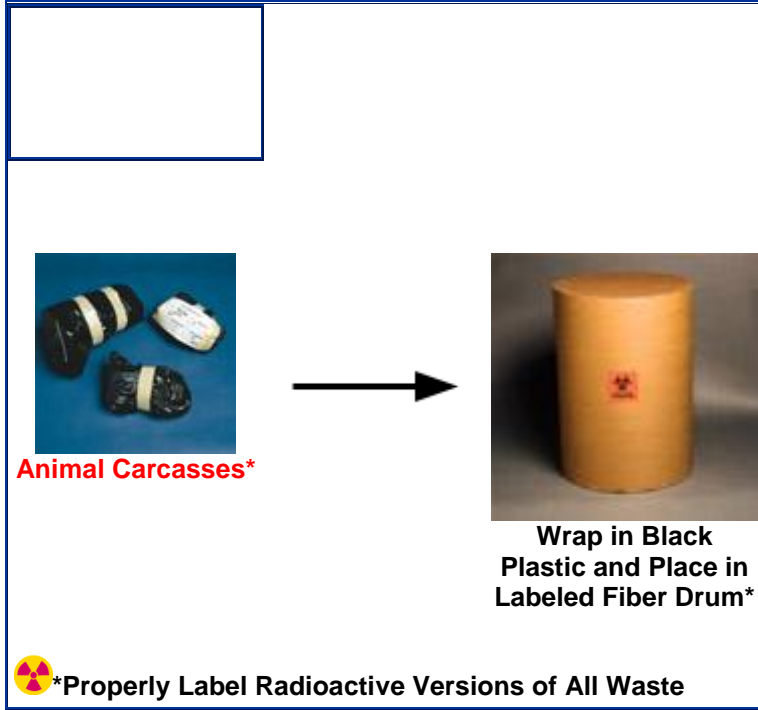 Animal Carcasses*
Wrap in Black
Plastic and Place in
Labeled Fiber Drum*
*Properly Label Radioactive Versions of All Waste